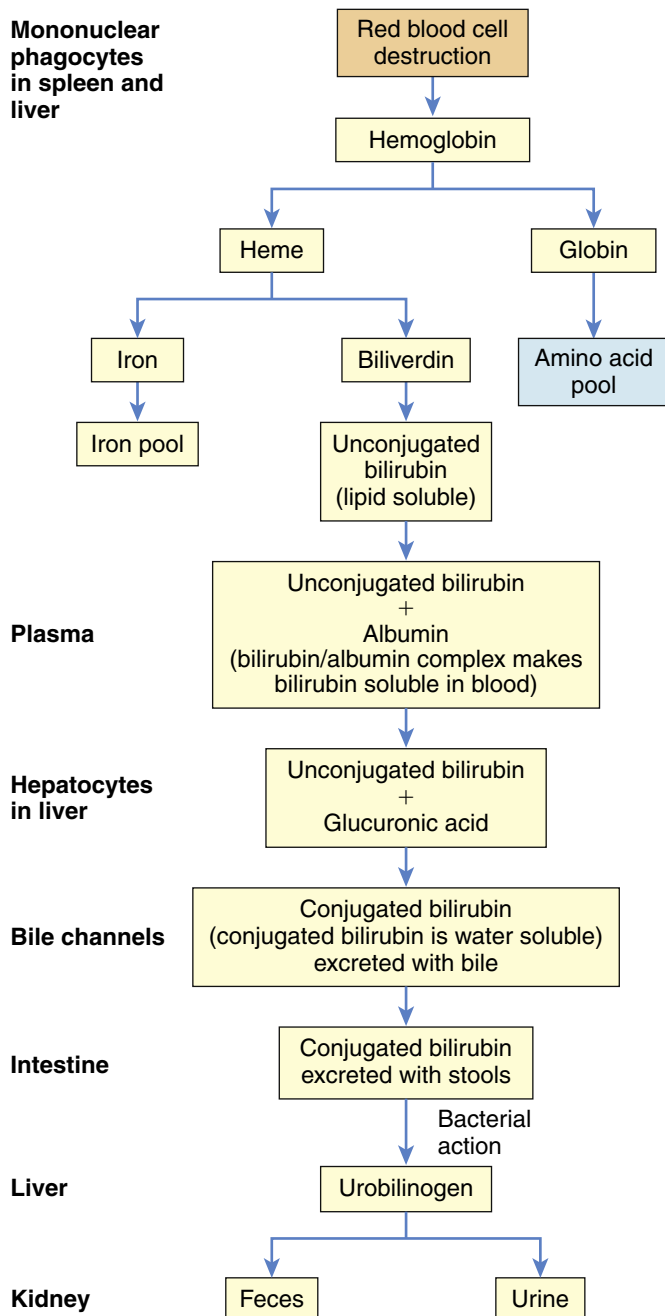 Mononuclear
phagocytes
in spleen and
liver
Red blood cell
destruction
Hemoglobin
Heme
Globin
Iron
Biliverdin
Amino acid
pool
Iron pool
Unconjugated
bilirubin
(lipid soluble)
Plasma
Unconjugated bilirubin
+
Albumin
(bilirubin/albumin complex makes
bilirubin soluble in blood)
Hepatocytes
in liver
Unconjugated bilirubin
+
Glucuronic acid
Bile channels
Conjugated bilirubin
(conjugated bilirubin is water soluble)
excreted with bile
Intestine
Conjugated bilirubin
excreted with stools
Bacterial
action
Liver
Urobilinogen
Kidney
Feces
Urine